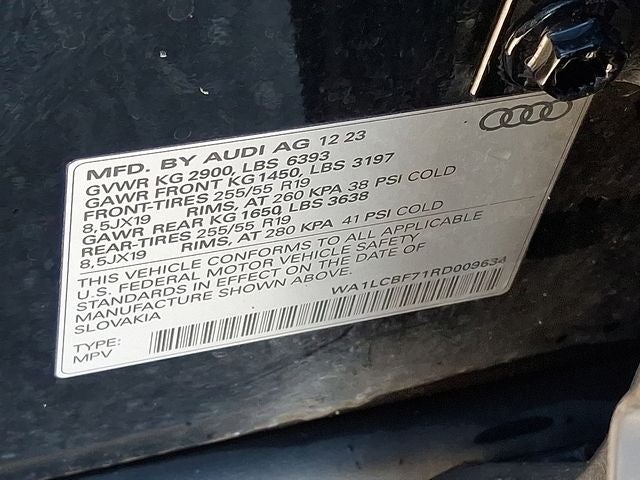 MFD. BY AUDI AG 12 23
GVWR KG 2900, LBS 6393
GAWR FRONT KG 1450, LBS 3197
FRONT-TIRES 255/55 R19
8,5JX19 RIMS, AT 260 KPA 38 PSI COLD
GAWR REAR KG 1650, LBS 3638
REAR-TIRES 255/55 R19
8,5JX19 RIMS, AT 280 KPA 41 PSI COLD
THIS VEHICLE CONFORMS TO ALL APPLICABLE
U.S. FEDERAL MOTOR VEHICLE SAFETY
STANDARDS IN EFFECT ON THE DATE OF
MANUFACTURE SHOWN ABOVE.
SLOVAKIA
WA1LCBF71RD009634
TYPE:
MPV